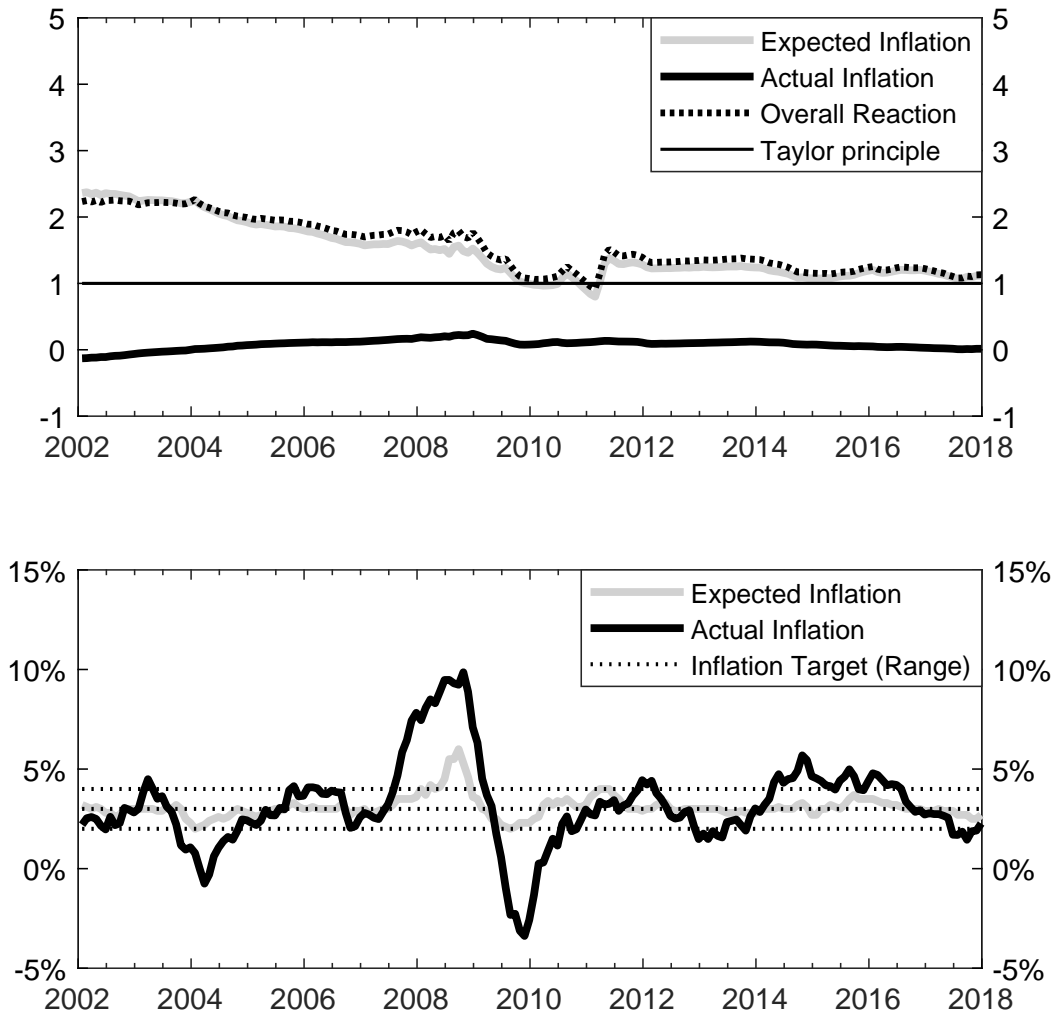 5 5
Expected Inflation
4 Actual Inflation 4
Overall Reaction
3 Taylor principle 3
2 2
1 1
0 0
-1 -1
2002 2004 2006 2008 2010 2012 2014 2016 2018
15% 15%
Expected Inflation
Actual Inflation
10% Inflation Target (Range) 10%
5% 5%
0% 0%
-5% -5%
2002 2004 2006 2008 2010 2012 2014 2016 2018